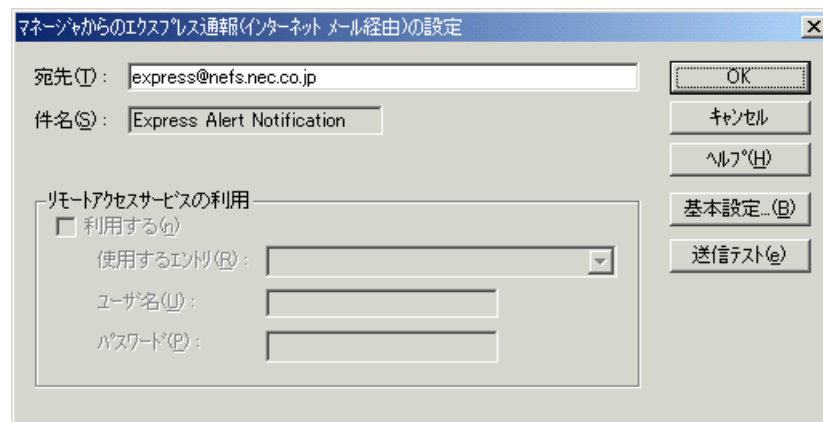 マネージャからのエクスプレス通報(インターネット メール経由)の設定
宛先(T) : express@nefs.nec.co.jp
件名(S) : Express Alert Notification
リモートアクセスサービスの利用
利用する(n)
使用するエントリ(R) :
ユーザ名(U) :
パスワード(P) :
OK
キャンセル
ヘルプ(H)
基本設定...(B)
送信テスト(e)